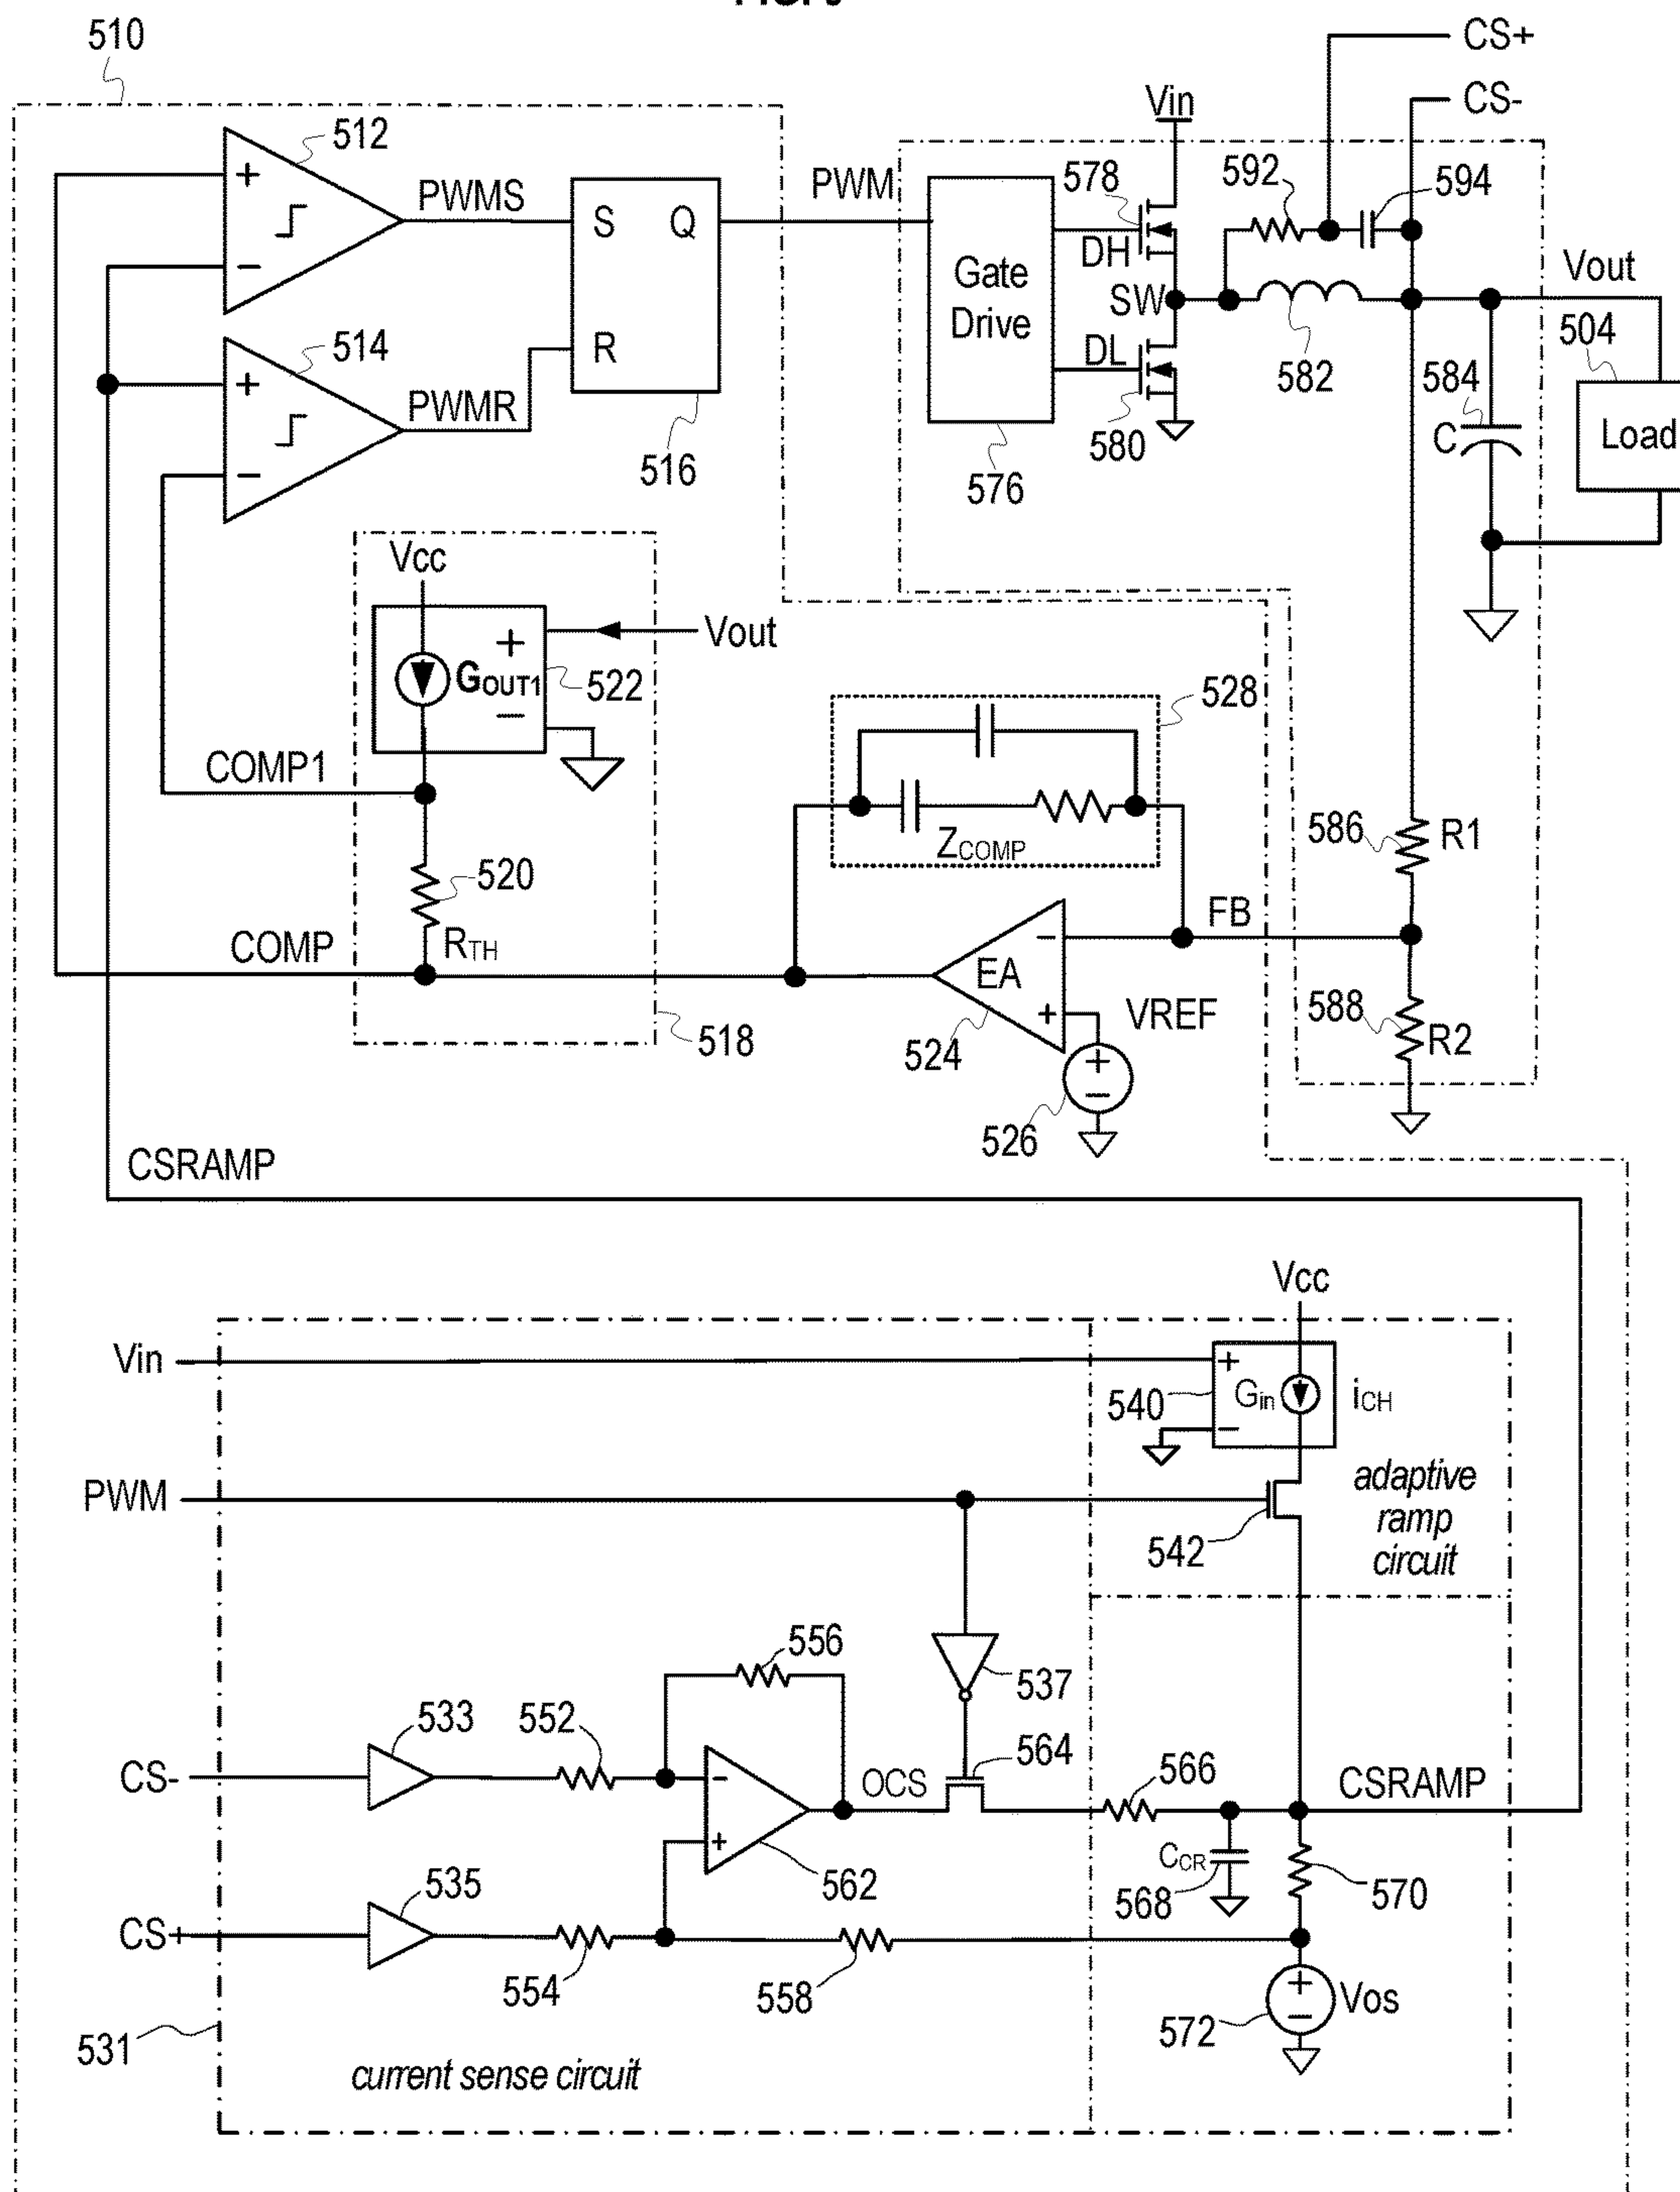 510
CS+
CS-
Vin
512
+
-
PWMS
S
Q
R
PWM
Gate
Drive
578
DH
SW
DL
580
576
592
594
582
Vout
504
584
C
Load
514
+
-
PWMR
516
Vcc
GOUT1
+
-
522
Vout
COMP1
520
RTH
COMP
518
528
ZCOMP
FB
EA
-
+
524
VREF
+
-
526
586
R1
588
R2
CSRAMP
Vcc
Vin
+
-
540
Gin
iCH
adaptive
ramp
circuit
PWM
542
537
556
533
552
CS-
-
+
562
OCS
564
566
CSRAMP
CCR
568
570
535
CS+
554
558
+
-
Vos
572
531
current sense circuit